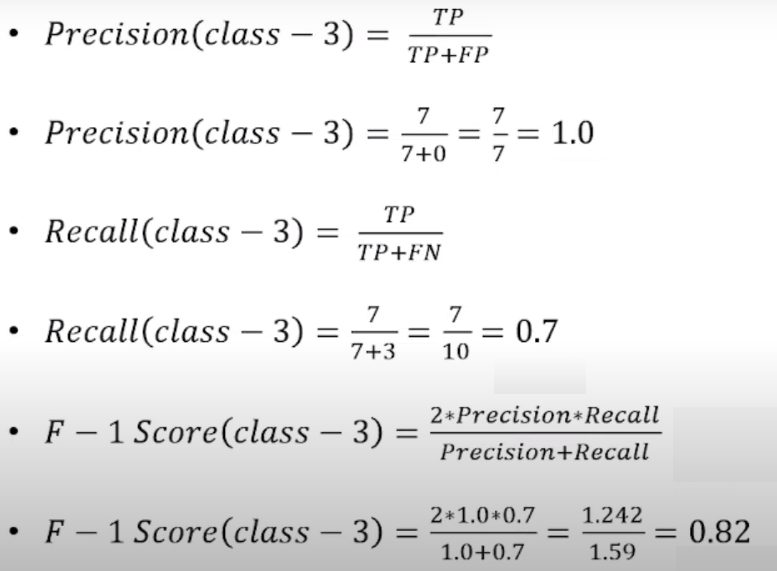 • Precision(class − 3) = TP / TP+FP
• Precision(class − 3) = 7 / 7+0 = 7 / 7 = 1.0
• Recall(class − 3) = TP / TP+FN
• Recall(class − 3) = 7 / 7+3 = 7 / 10 = 0.7
• F − 1 Score(class − 3) = 2∗Precision∗Recall / Precision+Recall
• F − 1 Score(class − 3) = 2∗1.0∗0.7 / 1.0+0.7 = 1.242 / 1.59 = 0.82